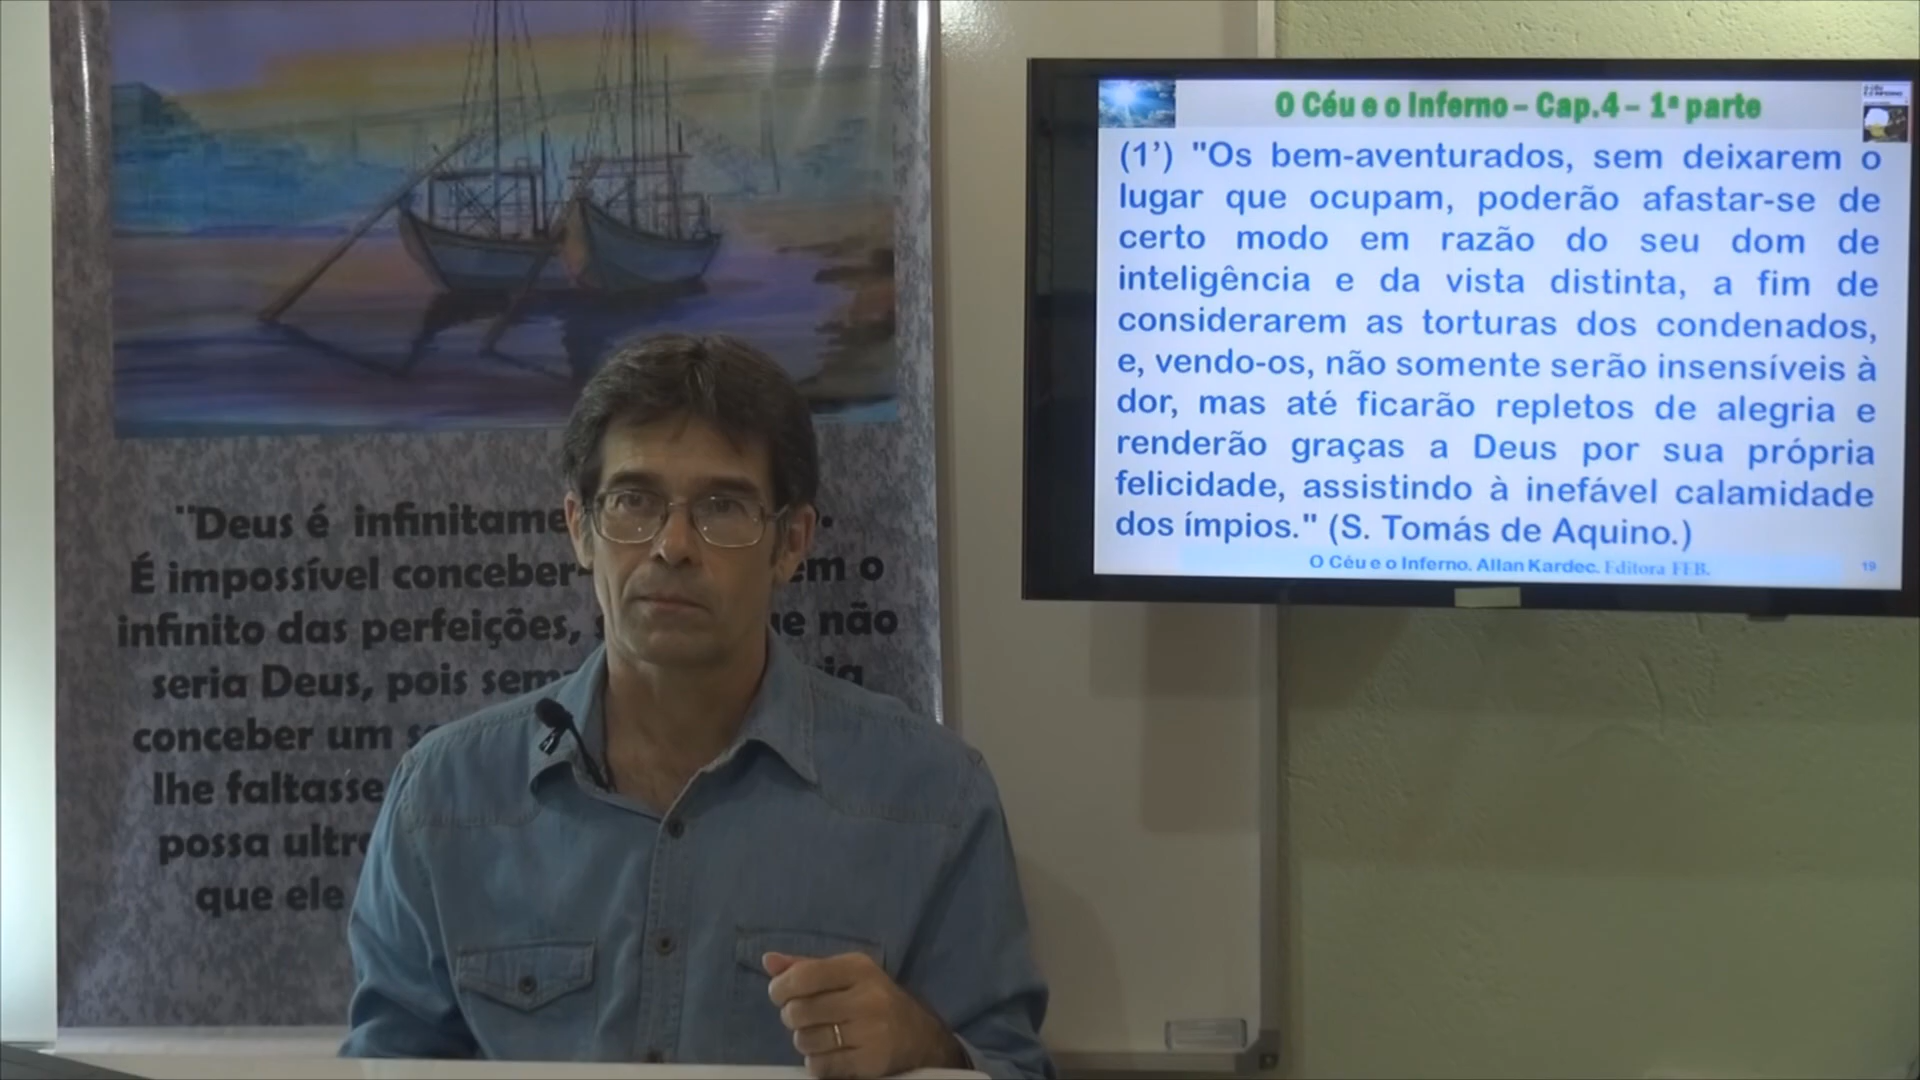 "Deus é infinitame
É impossível conceber- em o
infinito das perfeições, ue não
seria Deus, pois sem
conceber um
lhe faltasse
possa ultr
que ele
O Céu e o Inferno – Cap.4 – 1ª parte
(1') "Os bem-aventurados, sem deixarem o
lugar que ocupam, poderão afastar-se de
certo modo em razão do seu dom de
inteligência e da vista distinta, a fim de
considerarem as torturas dos condenados,
e, vendo-os, não somente serão insensíveis à
dor, mas até ficarão repletos de alegria e
renderão graças a Deus por sua própria
felicidade, assistindo à inefável calamidade
dos ímpios." (S. Tomás de Aquino.)
O Céu e o Inferno. Allan Kardec. Editora FEB.
19